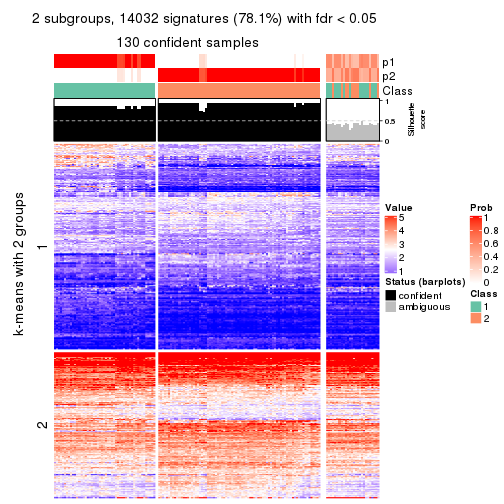 2 subgroups, 14032 signatures (78.1%) with fdr < 0.05
130 confident samples
p1
p2
Class
1
0.5
0
Silhouette
score
k-means with 2 groups
1
2
Value
5
4
3
2
1
Status (barplots)
confident
ambiguous
Prob
1
0.8
0.6
0.4
0.2
0
Class
1
2